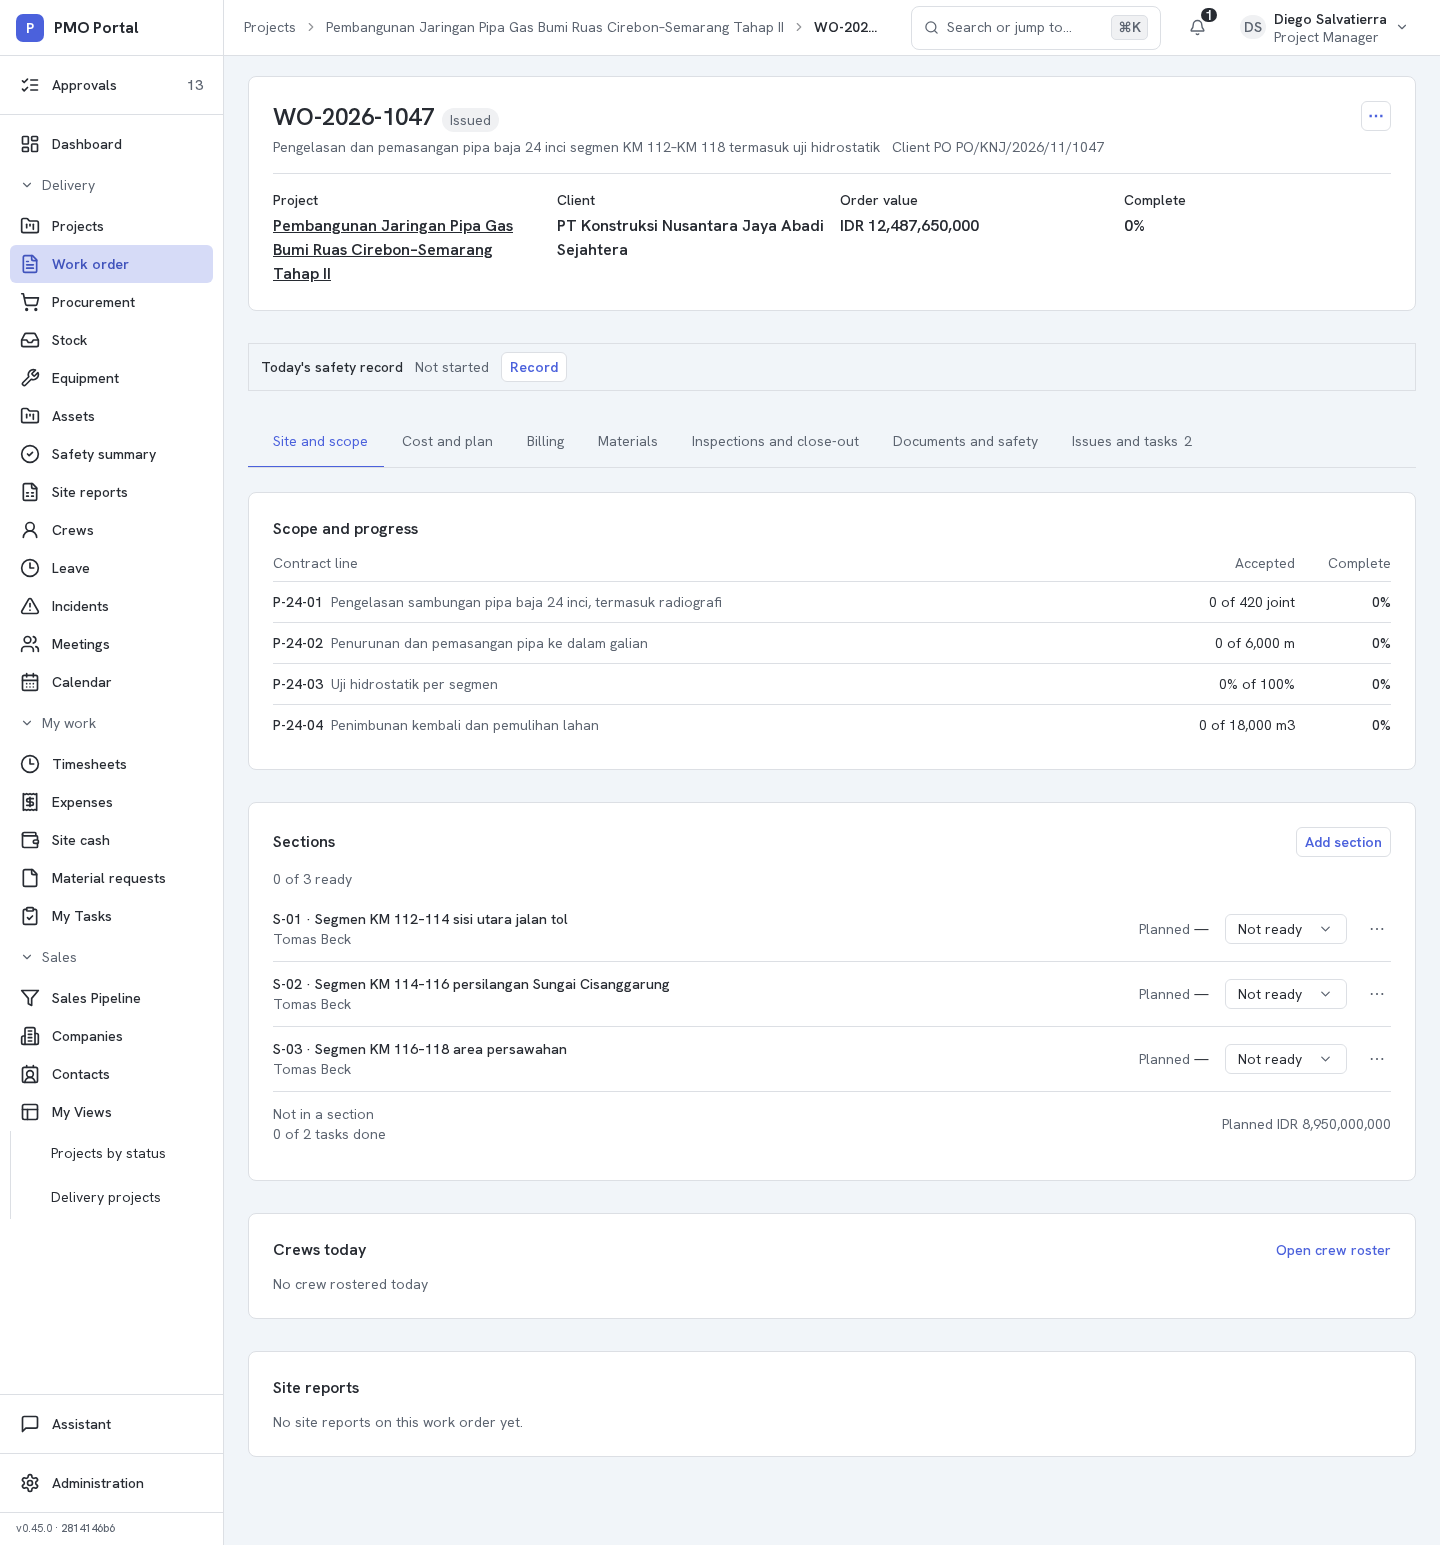 P PMO Portal
Projects > Pembangunan Jaringan Pipa Gas Bumi Ruas Cirebon–Semarang Tahap II > WO-202...
Search or jump to... ⌘K
1
DS Diego Salvatierra
Project Manager
Approvals 13
Dashboard
Delivery
Projects
Work order
Procurement
Stock
Equipment
Assets
Safety summary
Site reports
Crews
Leave
Incidents
Meetings
Calendar
My work
Timesheets
Expenses
Site cash
Material requests
My Tasks
Sales
Sales Pipeline
Companies
Contacts
My Views
Projects by status
Delivery projects
Assistant
Administration
v0.45.0 · 2814146b6
WO-2026-1047 Issued
Pengelasan dan pemasangan pipa baja 24 inci segmen KM 112–KM 118 termasuk uji hidrostatik Client PO PO/KNJ/2026/11/1047
Project
Pembangunan Jaringan Pipa Gas
Bumi Ruas Cirebon–Semarang
Tahap II
Client
PT Konstruksi Nusantara Jaya Abadi
Sejahtera
Order value
IDR 12,487,650,000
Complete
0%
Today's safety record Not started Record
Site and scope Cost and plan Billing Materials Inspections and close-out Documents and safety Issues and tasks 2
Scope and progress
Contract line Accepted Complete
P-24-01 Pengelasan sambungan pipa baja 24 inci, termasuk radiografi 0 of 420 joint 0%
P-24-02 Penurunan dan pemasangan pipa ke dalam galian 0 of 6,000 m 0%
P-24-03 Uji hidrostatik per segmen 0% of 100% 0%
P-24-04 Penimbunan kembali dan pemulihan lahan 0 of 18,000 m3 0%
Sections Add section
0 of 3 ready
S-01 · Segmen KM 112–114 sisi utara jalan tol
Tomas Beck
Planned — Not ready
S-02 · Segmen KM 114–116 persilangan Sungai Cisanggarung
Tomas Beck
Planned — Not ready
S-03 · Segmen KM 116–118 area persawahan
Tomas Beck
Planned — Not ready
Not in a section
0 of 2 tasks done
Planned IDR 8,950,000,000
Crews today Open crew roster
No crew rostered today
Site reports
No site reports on this work order yet.